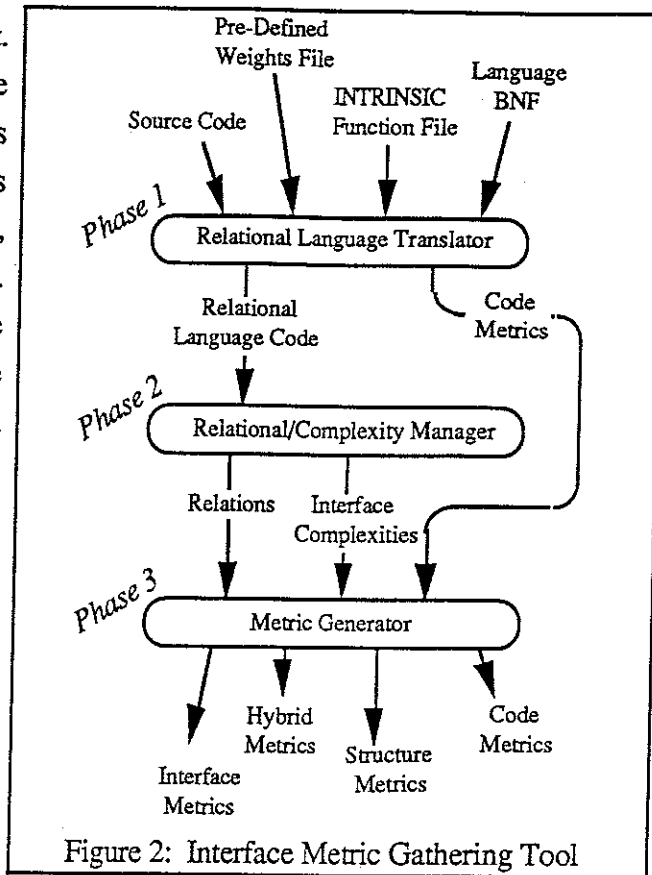 Pre-Defined
Weights File
Language
BNF
INTRINSIC
Function File
Source Code
Phase 1
Relational Language Translator
Relational
Language Code
Code
Metrics
Phase 2
Relational/Complexity Manager
Relations
Interface
Complexities
Phase 3
Metric Generator
Hybrid
Metrics
Code
Metrics
Structure
Metrics
Interface
Metrics
Figure 2: Interface Metric Gathering Tool